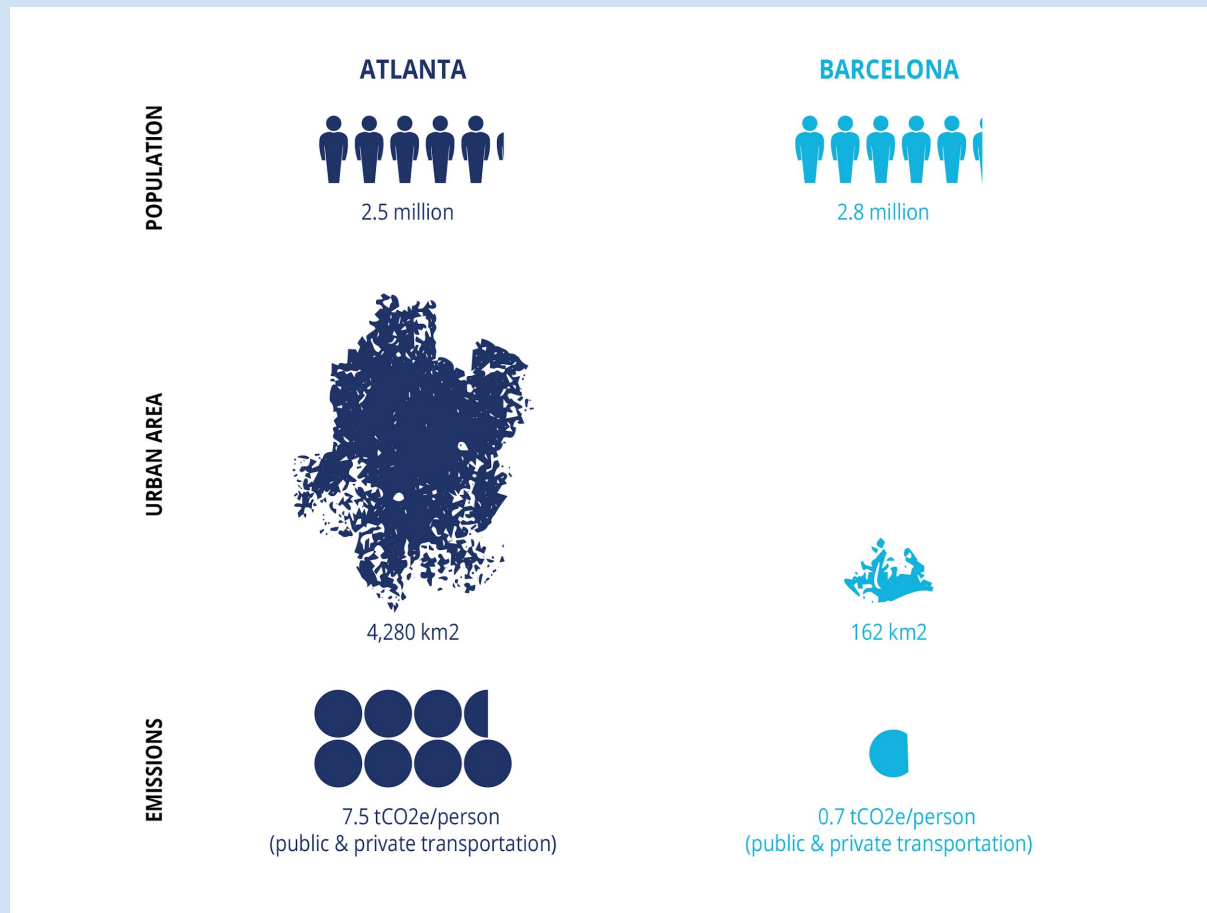 ATLANTA
BARCELONA
POPULATION
2.5 million
2.8 million
URBAN AREA
4,280 km2
162 km2
EMISSIONS
7.5 tCO2e/person
(public & private transportation)
0.7 tCO2e/person
(public & private transportation)